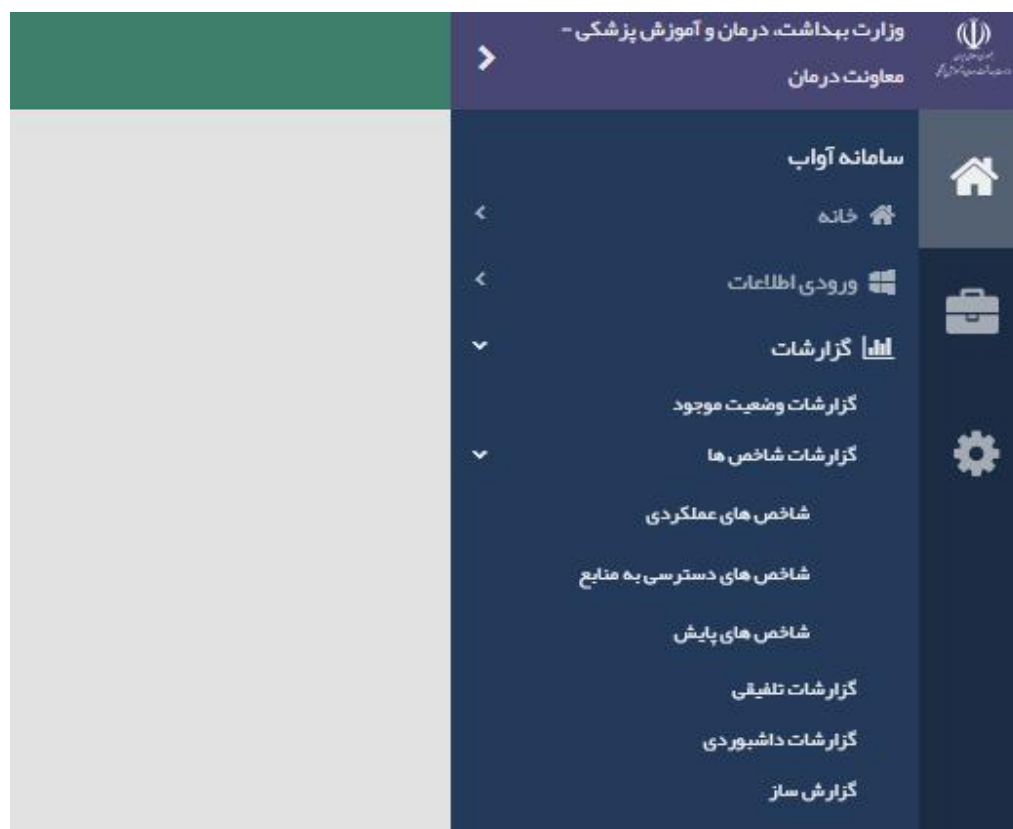 وزارت بهداشت، درمان و آموزش پزشکی -
معاونت درمان
سامانه آواب
خانه
ورودی اطلاعات
گزارشات
گزارشات وضعیت موجود
گزارشات شاخص ها
شاخص های عملکردی
شاخص های دسترسی به منابع
شاخص های پایش
گزارشات تلفیقی
گزارشات داشبوردی
گزارش ساز